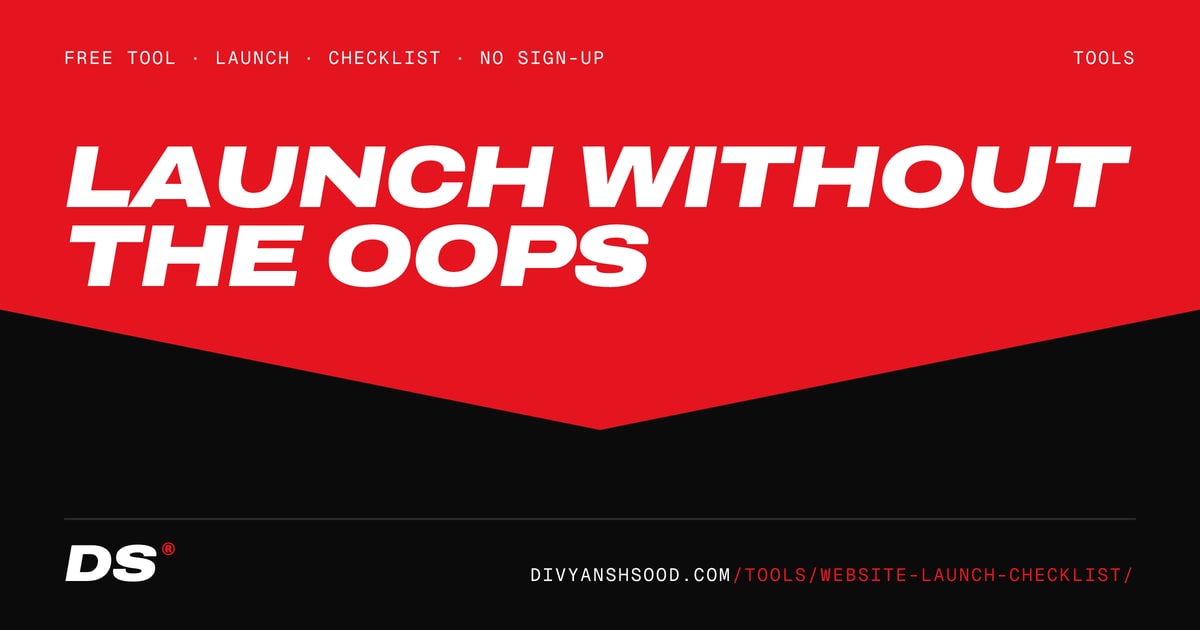 FREE TOOL · LAUNCH · CHECKLIST · NO SIGN-UP
TOOLS
LAUNCH WITHOUT
THE OOPS
DS®
DIVYANSHSOOD.COM/TOOLS/WEBSITE-LAUNCH-CHECKLIST/